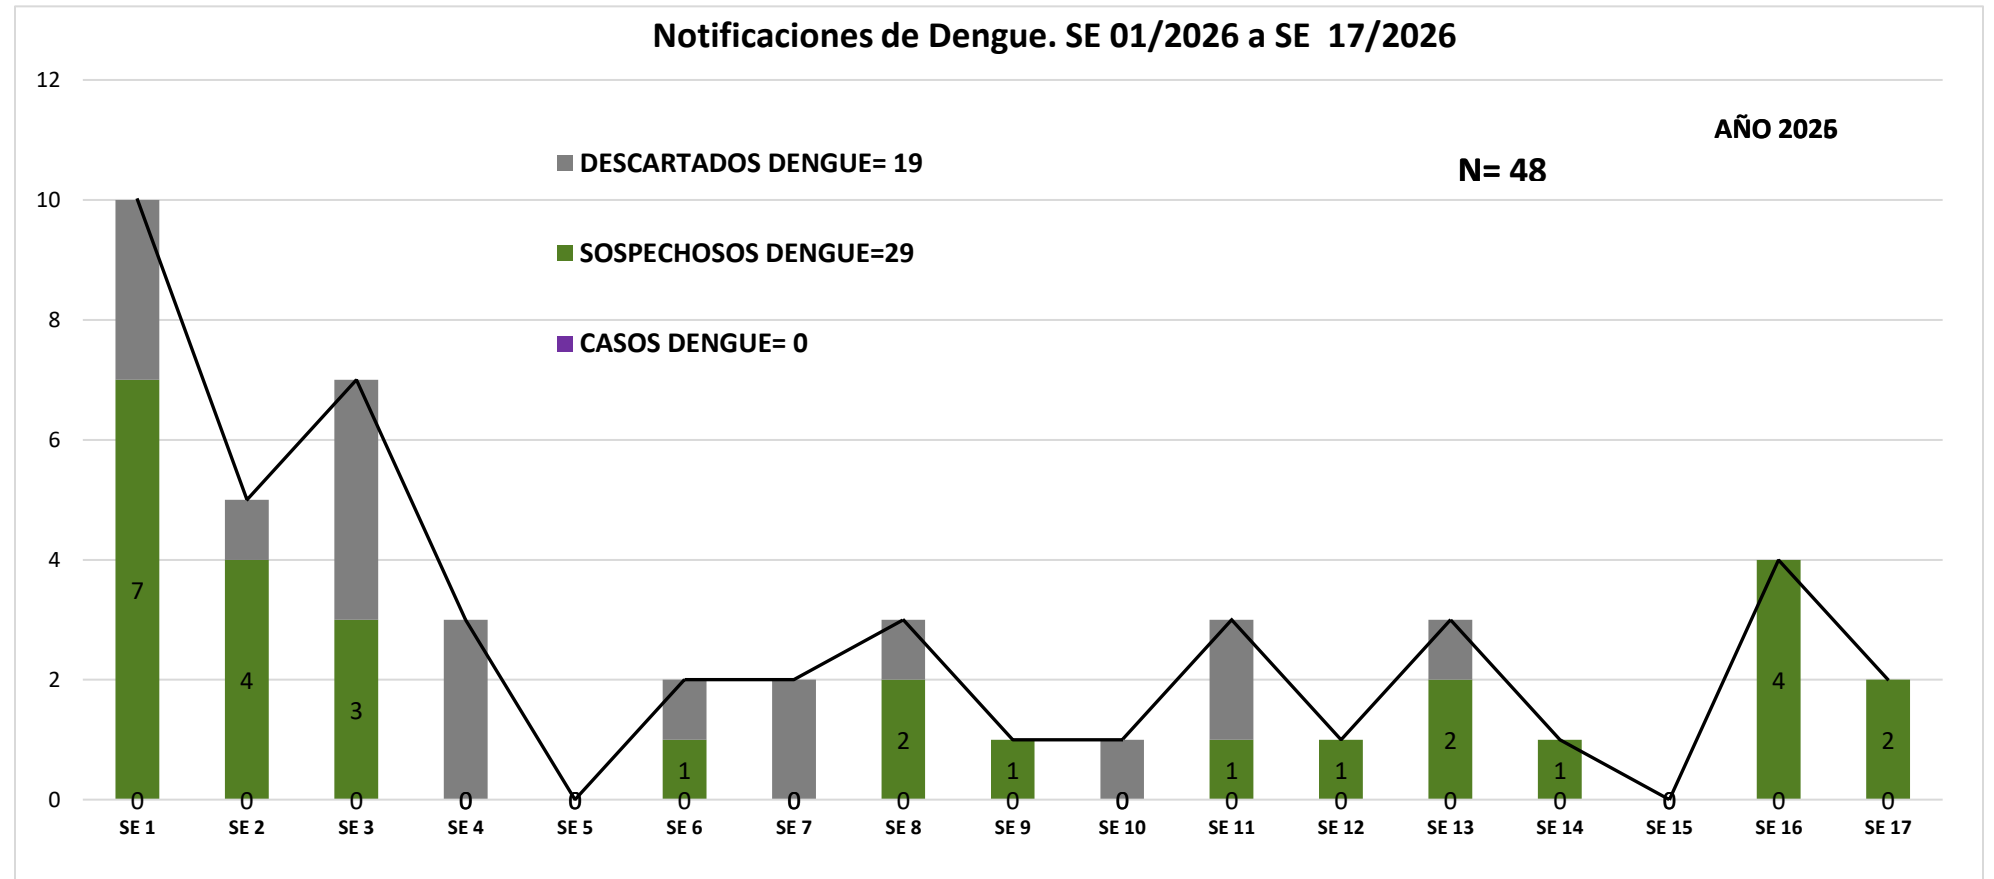 Notificaciones de Dengue. SE 01/2026 a SE  17/2026
12
AÑO 2026
DESCARTADOS DENGUE= 19
N= 48
10
SOSPECHOSOS DENGUE=29
8
CASOS DENGUE= 0
6
4
2
0
7
4
3
1
2
1
1
1
2
1
4
2
0 0 0 0 0 0 0 0 0 0 0 0 0 0 0 0 0
SE 1 SE 2 SE 3 SE 4 SE 5 SE 6 SE 7 SE 8 SE 9 SE 10 SE 11 SE 12 SE 13 SE 14 SE 15 SE 16 SE 17